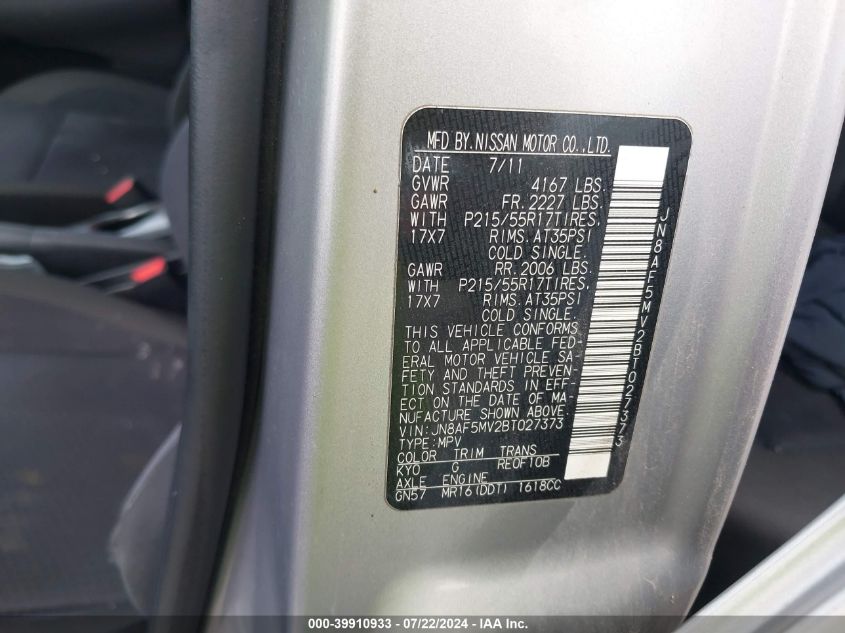 MFD BY.NISSAN MOTOR CO.,LTD.
DATE 7/11
GVWR 4167 LBS.
GAWR FR. 2227 LBS.
WITH P215/55R17TIRES,
17X7 RIMS. AT35PSI
COLD SINGLE.
GAWR RR. 2006 LBS.
WITH P215/55R17TIRES,
17X7 RIMS. AT35PSI
COLD SINGLE.
THIS VEHICLE CONFORMS
TO ALL APPLICABLE FED-
ERAL MOTOR VEHICLE SA-
FETY AND THEFT PREVEN-
TION STANDARDS IN EFF-
ECT ON THE DATE OF MA-
NUFACTURE SHOWN ABOVE.
VIN:JN8AF5MV2BT027373
TYPE:MPV
COLOR TRIM TRANS
KY0 G RE0F10B
AXLE ENGINE
GN57 MR16(DDT) 1618CC
JN8AF5MV2BT027373
000-39910933 - 07/22/2024 - IAA Inc.